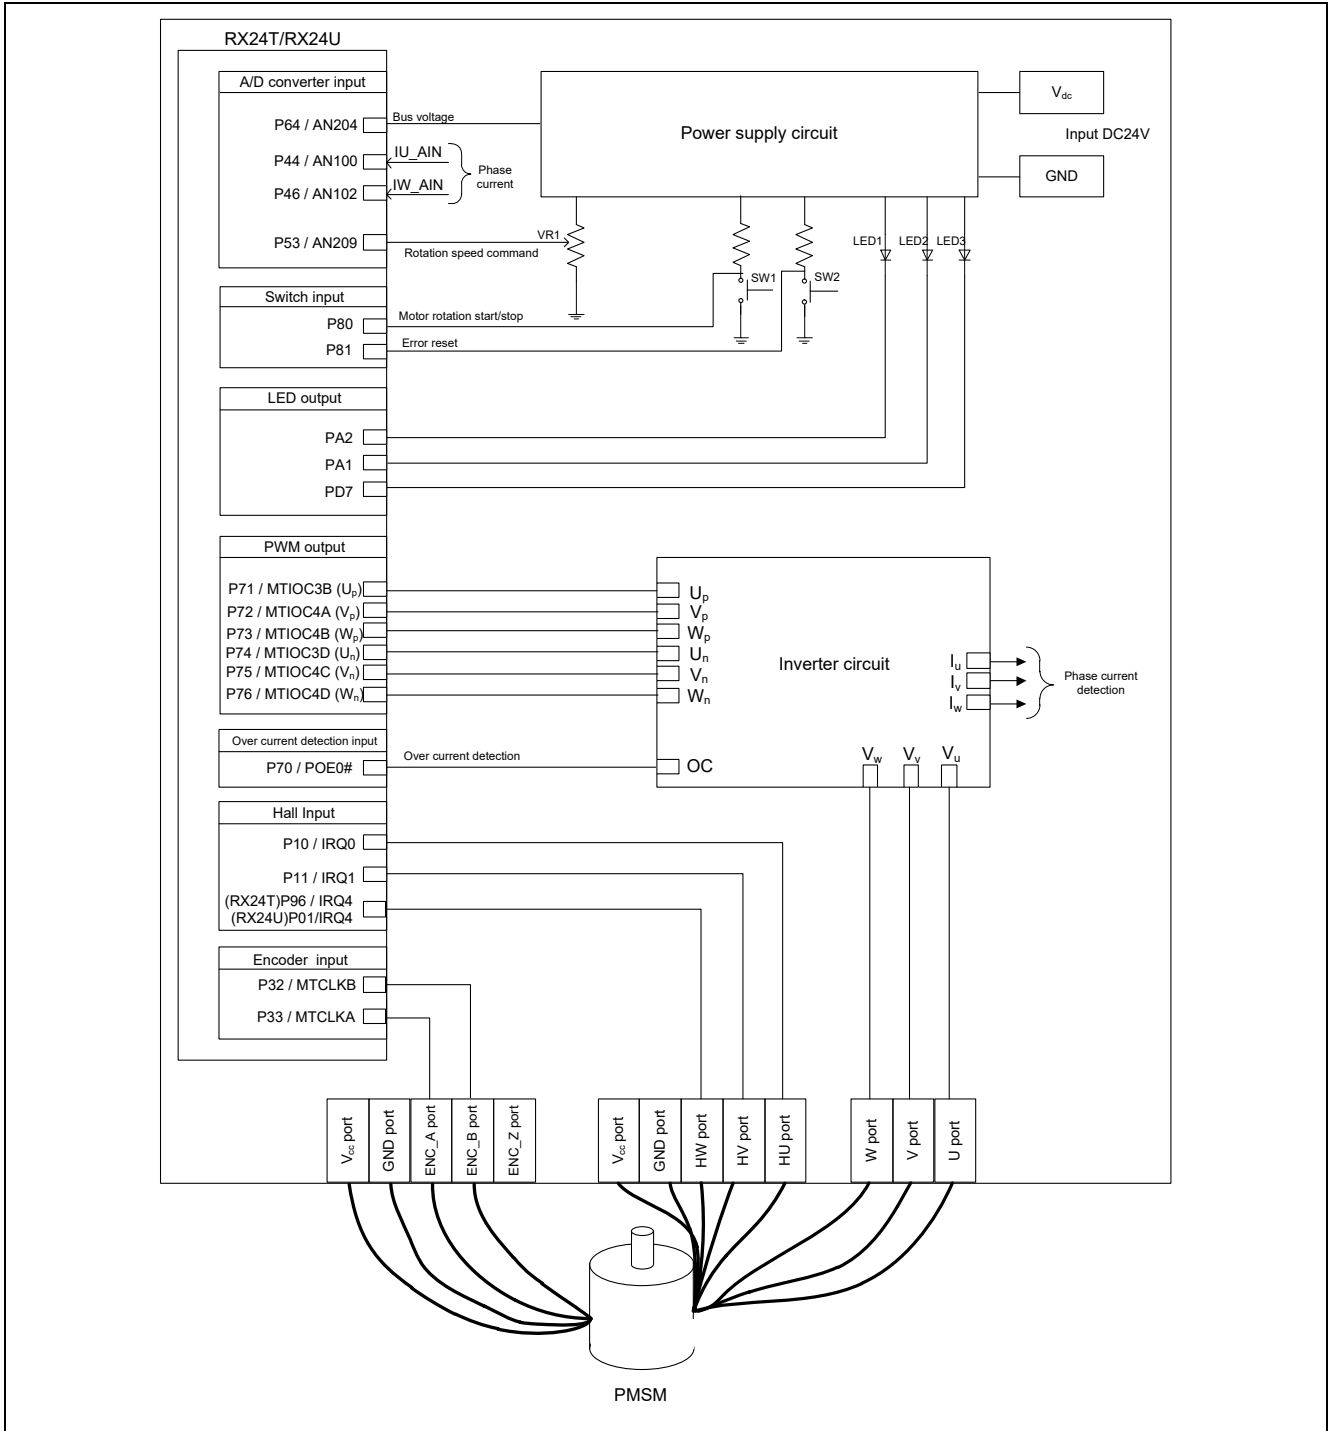 RX24T/RX24U
A/D converter input
P64 / AN204
P44 / AN100
P46 / AN102
P53 / AN209
Bus voltage
IU_AIN
IW_AIN
Phase
current
Rotation speed command
VR1
Power supply circuit
Vdc
Input DC24V
GND
SW1
SW2
LED1
LED2
LED3
Switch input
P80
P81
Motor rotation start/stop
Error reset
LED output
PA2
PA1
PD7
PWM output
P71 / MTIOC3B (Up)
P72 / MTIOC4A (Vp)
P73 / MTIOC4B (Wp)
P74 / MTIOC3D (Un)
P75 / MTIOC4C (Vn)
P76 / MTIOC4D (Wn)
Up
Vp
Wp
Un
Vn
Wn
OC
Inverter circuit
Iu
Iv
Iw
Phase current
detection
Vw
Vv
Vu
Over current detection input
P70 / POE0#
Over current detection
Hall Input
P10 / IRQ0
P11 / IRQ1
(RX24T)P96 / IRQ4
(RX24U)P01/IRQ4
Encoder input
P32 / MTCLKB
P33 / MTCLKA
Vcc port
GND port
ENC_A port
ENC_B port
ENC_Z port
Vcc port
GND port
HW port
HV port
HU port
W port
V port
U port
PMSM